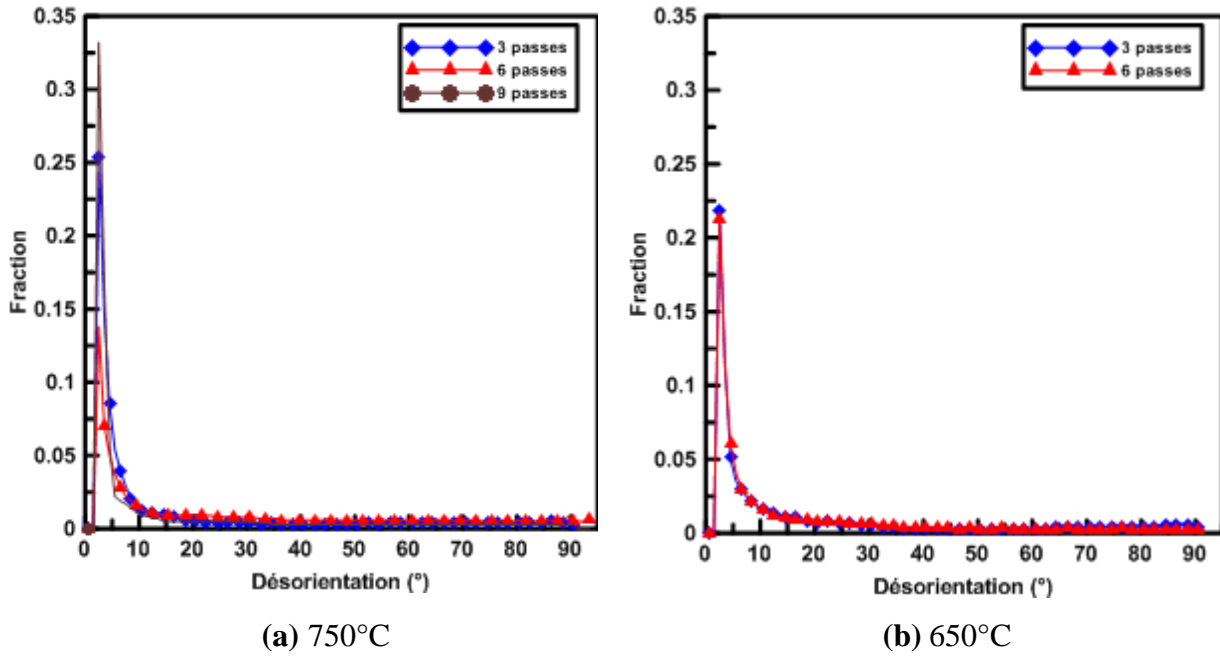 0.35
0.3
0.25
0.2
0.15
0.1
0.05
0
Fraction
3 passes
6 passes
9 passes
0 10 20 30 40 50 60 70 80 90
Désorientation (°)
(a) 750°C
0.35
0.3
0.25
0.2
0.15
0.1
0.05
0
Fraction
3 passes
6 passes
0 10 20 30 40 50 60 70 80 90
Désorientation (°)
(b) 650°C